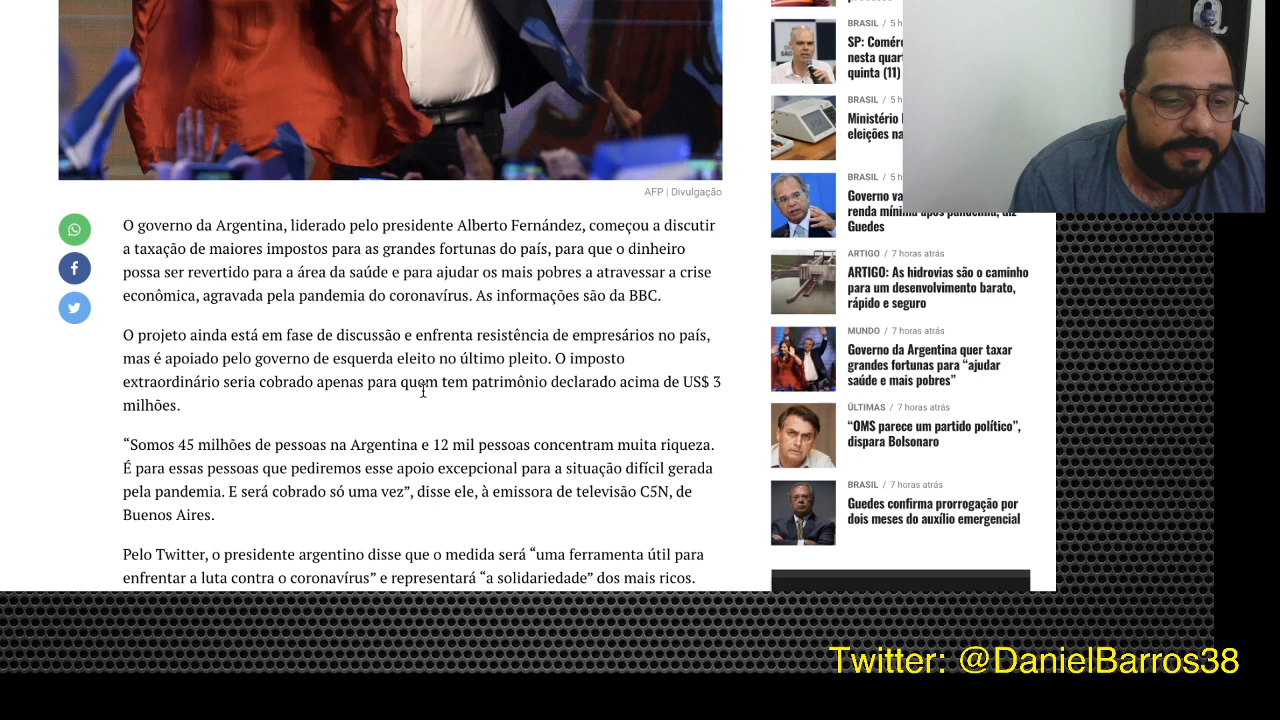 AFP | Divulgação
O governo da Argentina, liderado pelo presidente Alberto Fernández, começou a discutir
a taxação de maiores impostos para as grandes fortunas do país, para que o dinheiro
possa ser revertido para a área da saúde e para ajudar os mais pobres a atravessar a crise
econômica, agravada pela pandemia do coronavírus. As informações são da BBC.
O projeto ainda está em fase de discussão e enfrenta resistência de empresários no país,
mas é apoiado pelo governo de esquerda eleito no último pleito. O imposto
extraordinário seria cobrado apenas para quem tem patrimônio declarado acima de US$ 3
milhões.
“Somos 45 milhões de pessoas na Argentina e 12 mil pessoas concentram muita riqueza.
É para essas pessoas que pediremos esse apoio excepcional para a situação difícil gerada
pela pandemia. E será cobrado só uma vez”, disse ele, à emissora de televisão C5N, de
Buenos Aires.
Pelo Twitter, o presidente argentino disse que o medida será “uma ferramenta útil para
enfrentar a luta contra o coronavírus” e representará “a solidariedade” dos mais ricos.
BRASIL / 5 h
SP: Comérc
nesta quart
quinta (11)
BRASIL / 5 h
Ministério
eleições na
BRASIL / 5 h
Governo va
renda mínima após pandemia, diz
Guedes
ARTIGO / 7 horas atrás
ARTIGO: As hidrovias são o caminho
para um desenvolvimento barato,
rápido e seguro
MUNDO / 7 horas atrás
Governo da Argentina quer taxar
grandes fortunas para “ajudar
saúde e mais pobres”
ÚLTIMAS / 7 horas atrás
“OMS parece um partido político”,
dispara Bolsonaro
BRASIL / 7 horas atrás
Guedes confirma prorrogação por
dois meses do auxílio emergencial
Twitter: @DanielBarros38